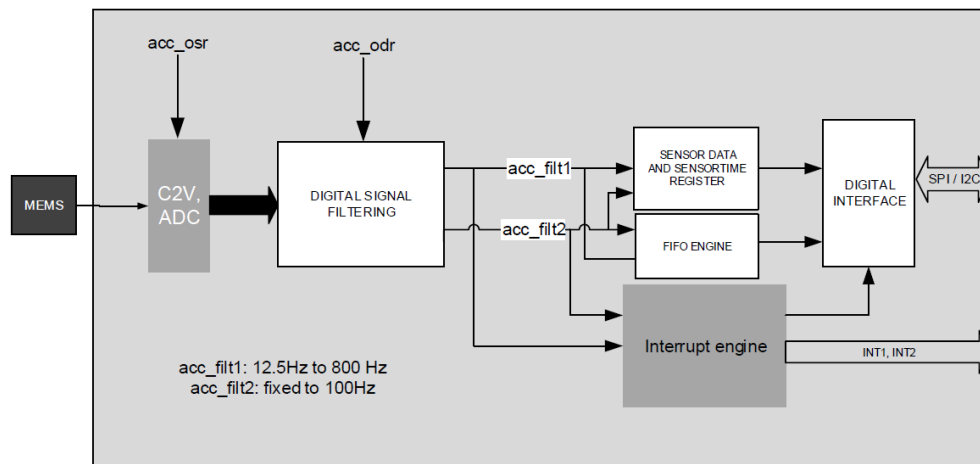 acc_osr
acc_odr
MEMS
C2V,
ADC
DIGITAL SIGNAL
FILTERING
acc_filt1
acc_filt2
SENSOR DATA
AND SENSORTIME
REGISTER
FIFO ENGINE
Interrupt engine
DIGITAL
INTERFACE
SPI / I2C
INT1, INT2
acc_filt1: 12.5Hz to 800 Hz
acc_filt2: fixed to 100Hz